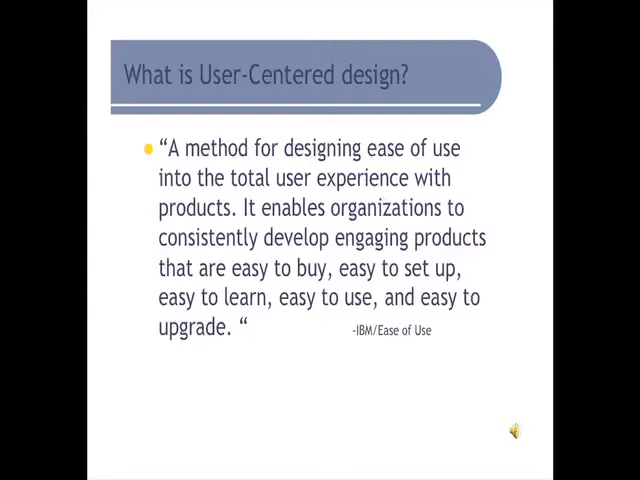 What is User-Centered design?
“A method for designing ease of use
into the total user experience with
products. It enables organizations to
consistently develop engaging products
that are easy to buy, easy to set up,
easy to learn, easy to use, and easy to
upgrade. “
-IBM/Ease of Use